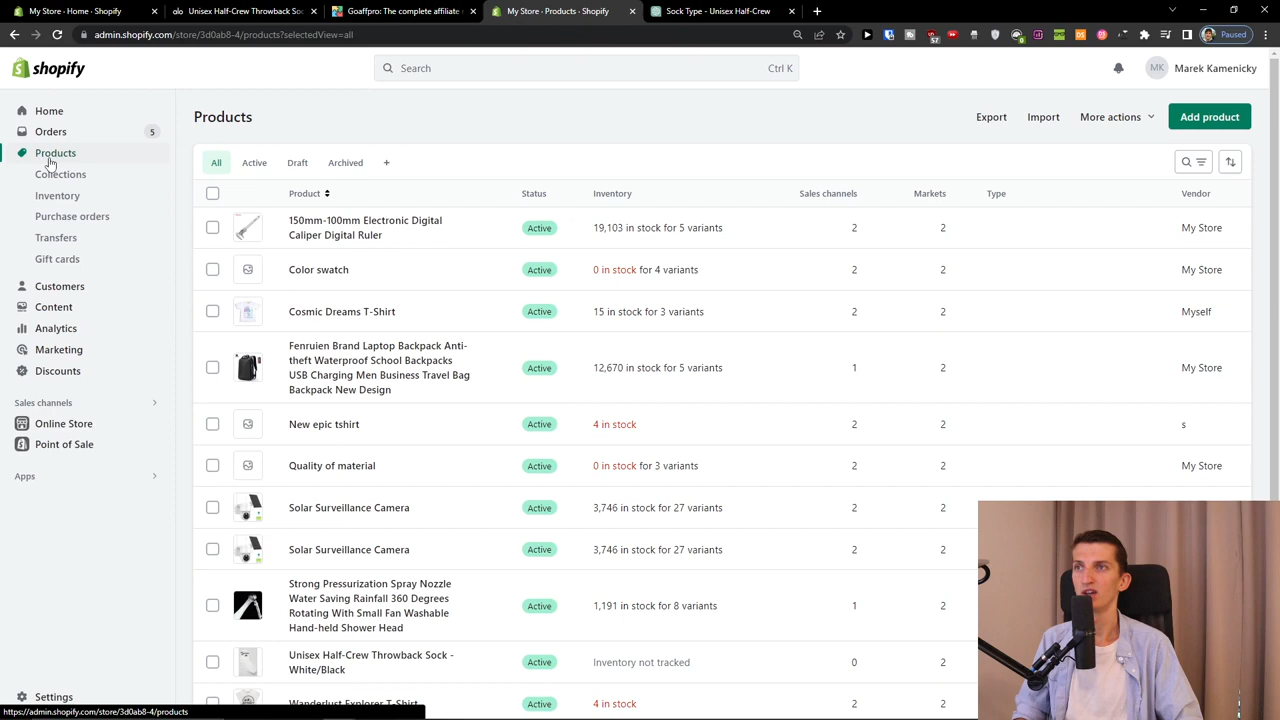 My Store · Home · Shopify
Unisex Half-Crew Throwback So
Goaffpro: The complete affiliate
My Store · Products · Shopify
Sock Type - Unisex Half-Crew
admin.shopify.com/store/3d0ab8-4/products?selectedView=all
57
Paused
shopify
Search
Ctrl K
MK
Marek Kamenicky
Home
Orders
5
Products
Collections
Inventory
Purchase orders
Transfers
Gift cards
Customers
Content
Analytics
Marketing
Discounts
Sales channels
Online Store
Point of Sale
Apps
Settings
https://admin.shopify.com/store/3d0ab8-4/products
Products
Export
Import
More actions
Add product
All
Active
Draft
Archived
+
Product
Status
Inventory
Sales channels
Markets
Type
Vendor
150mm-100mm Electronic Digital
Caliper Digital Ruler
Active
19,103 in stock for 5 variants
2
2
My Store
Color swatch
Active
0 in stock for 4 variants
2
2
My Store
Cosmic Dreams T-Shirt
Active
15 in stock for 3 variants
2
2
Myself
Fenruien Brand Laptop Backpack Anti-
theft Waterproof School Backpacks
USB Charging Men Business Travel Bag
Backpack New Design
Active
12,670 in stock for 5 variants
1
2
My Store
New epic tshirt
Active
4 in stock
2
2
s
Quality of material
Active
0 in stock for 3 variants
2
2
My Store
Solar Surveillance Camera
Active
3,746 in stock for 27 variants
2
2
Solar Surveillance Camera
Active
3,746 in stock for 27 variants
2
2
Strong Pressurization Spray Nozzle
Water Saving Rainfall 360 Degrees
Rotating With Small Fan Washable
Hand-held Shower Head
Active
1,191 in stock for 8 variants
1
2
Unisex Half-Crew Throwback Sock -
White/Black
Active
Inventory not tracked
0
2
Wanderlust Explorer T-Shirt
Active
4 in stock
2
2